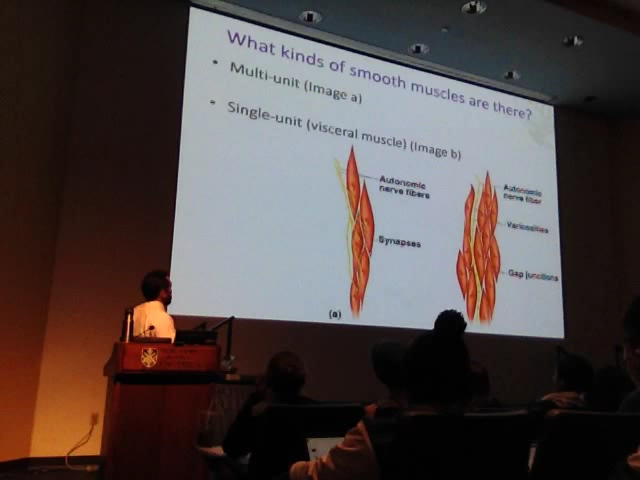 What kinds of smooth muscles are there?
• Multi-unit (Image a)
• Single-unit (visceral muscle) (Image b)
Autonomic
nerve fibers
Synapses
(a)
Autonomic
nerve fiber
Varicosities
Gap junctions